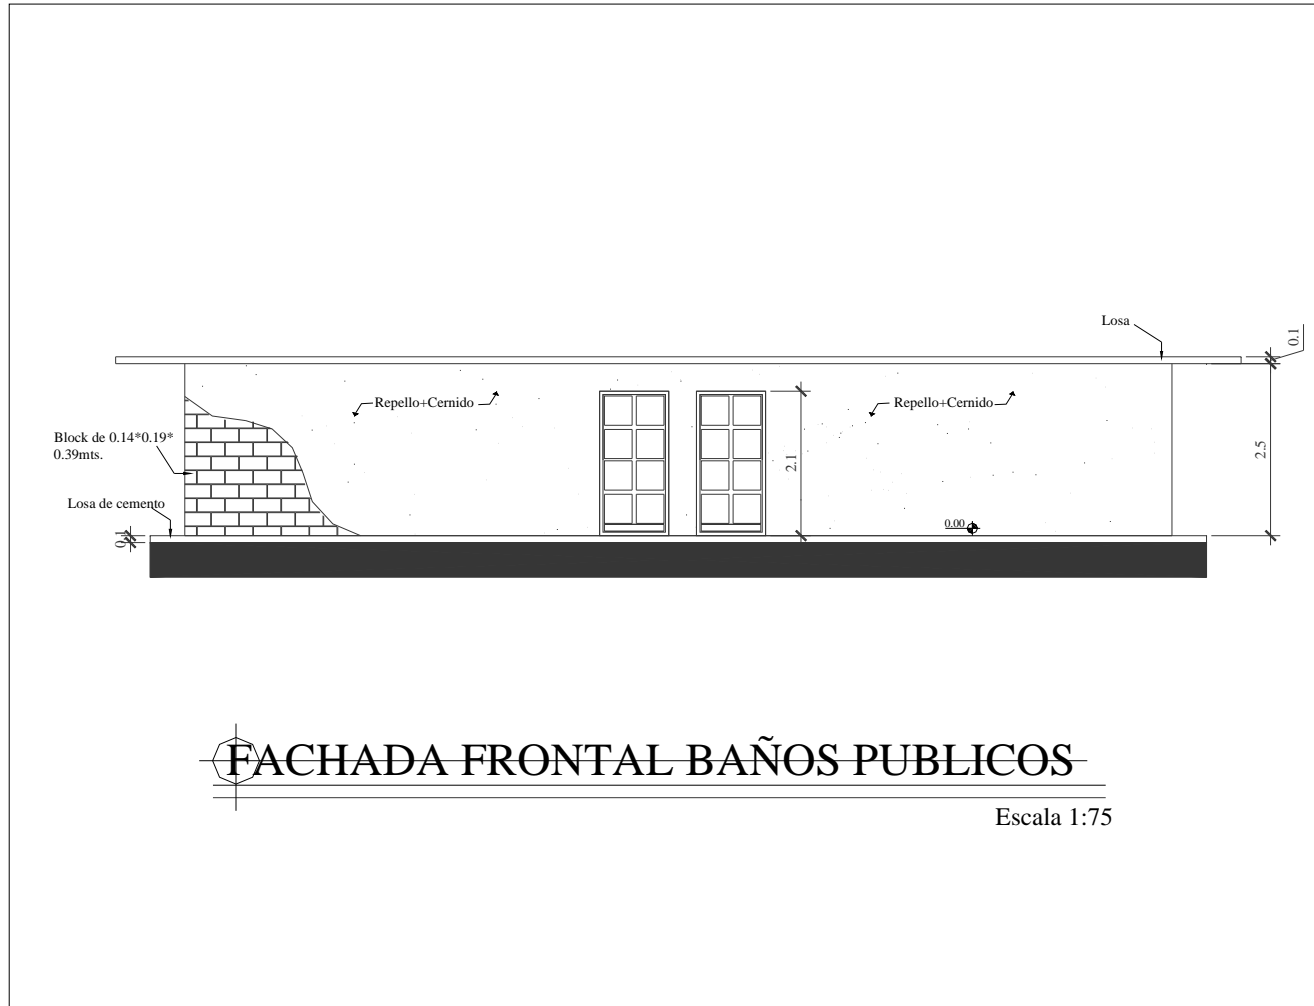 Losa
0.1
Repello+Cernido
Repello+Cernido
Block de 0.14*0.19*
0.39mts.
2.1
2.5
Losa de cemento
0.1
0.00
FACHADA FRONTAL BAÑOS PUBLICOS
Escala 1:75